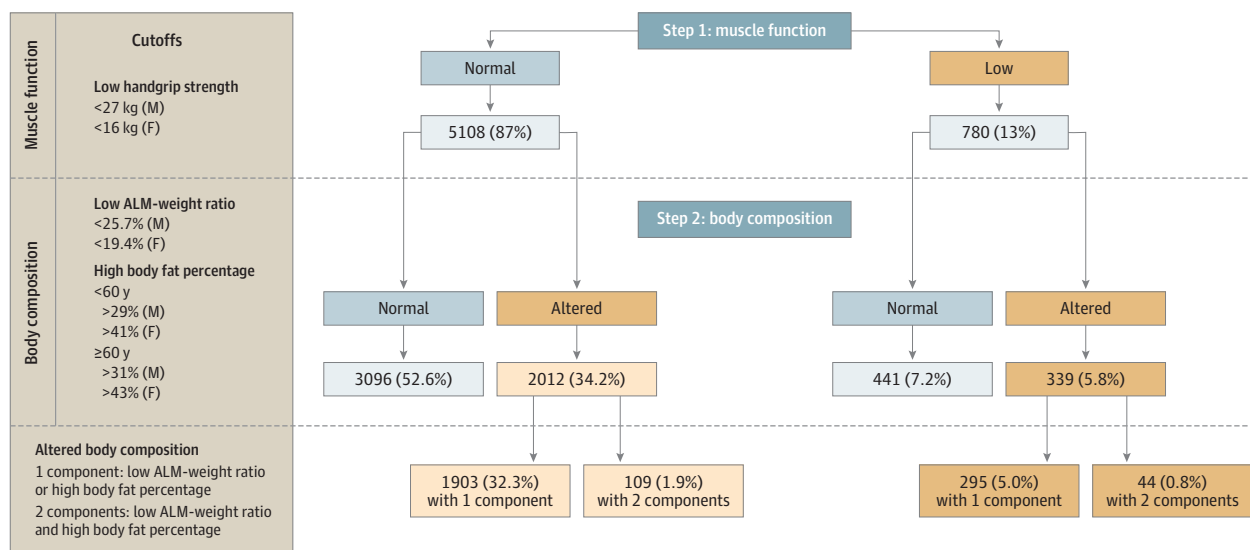 Muscle function
Cutoffs
Low handgrip strength
<27 kg (M)
<16 kg (F)
Step 1: muscle function
Normal
Low
5108 (87%)
780 (13%)
Body composition
Low ALM-weight ratio
<25.7% (M)
<19.4% (F)
High body fat percentage
<60 y
>29% (M)
>41% (F)
≥60 y
>31% (M)
>43% (F)
Step 2: body composition
Normal
Altered
Normal
Altered
3096 (52.6%)
2012 (34.2%)
441 (7.2%)
339 (5.8%)
Altered body composition
1 component: low ALM-weight ratio
or high body fat percentage
2 components: low ALM-weight ratio
and high body fat percentage
1903 (32.3%)
with 1 component
109 (1.9%)
with 2 components
295 (5.0%)
with 1 component
44 (0.8%)
with 2 components